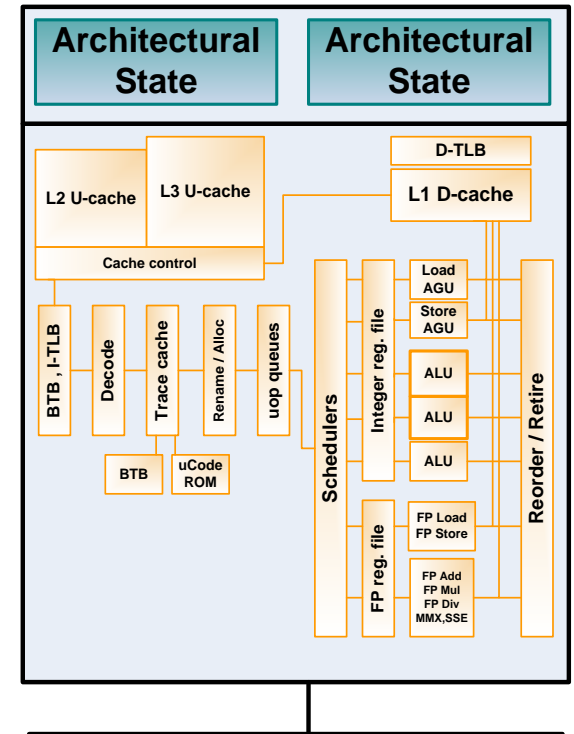 Architectural
State
Architectural
State
L2 U-cache
L3 U-cache
Cache control
D-TLB
L1 D-cache
BTB , I-TLB
Decode
Trace cache
Rename / Alloc
uop queues
BTB
uCode
ROM
Schedulers
Integer reg. file
FP reg. file
Load
AGU
Store
AGU
ALU
ALU
ALU
FP Load
FP Store
FP Add
FP Mul
FP Div
MMX,SSE
Reorder / Retire